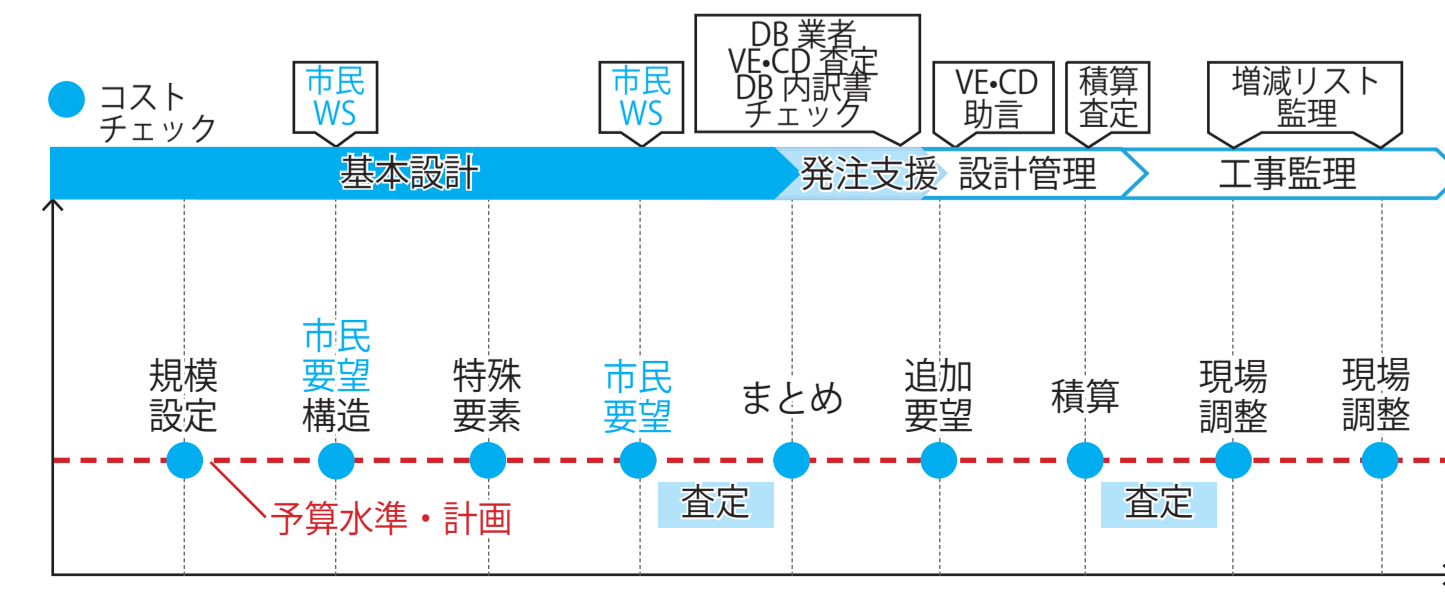 コスト
チェック
市民
WS
市民
WS
DB 業者
VE•CD 査定
DB 内訳書
チェック
VE•CD
助言
積算
査定
増減リスト
監理
基本設計
発注支援
設計管理
工事監理
規模
設定
市民
要望
構造
特殊
要素
市民
要望
まとめ
追加
要望
積算
現場
調整
現場
調整
予算水準・計画
査定
査定